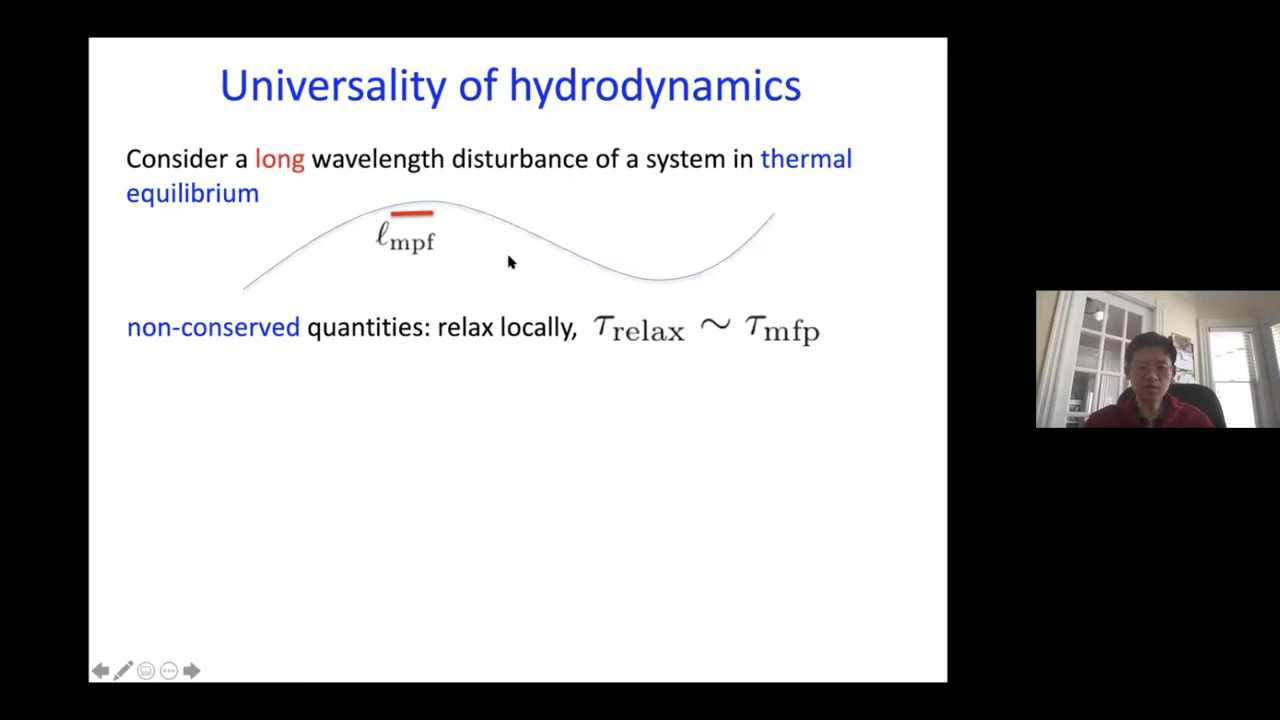 Universality of hydrodynamics
Consider a long wavelength disturbance of a system in thermal
equilibrium
ℓmpf
non-conserved quantities: relax locally, τrelax ∼ τmfp